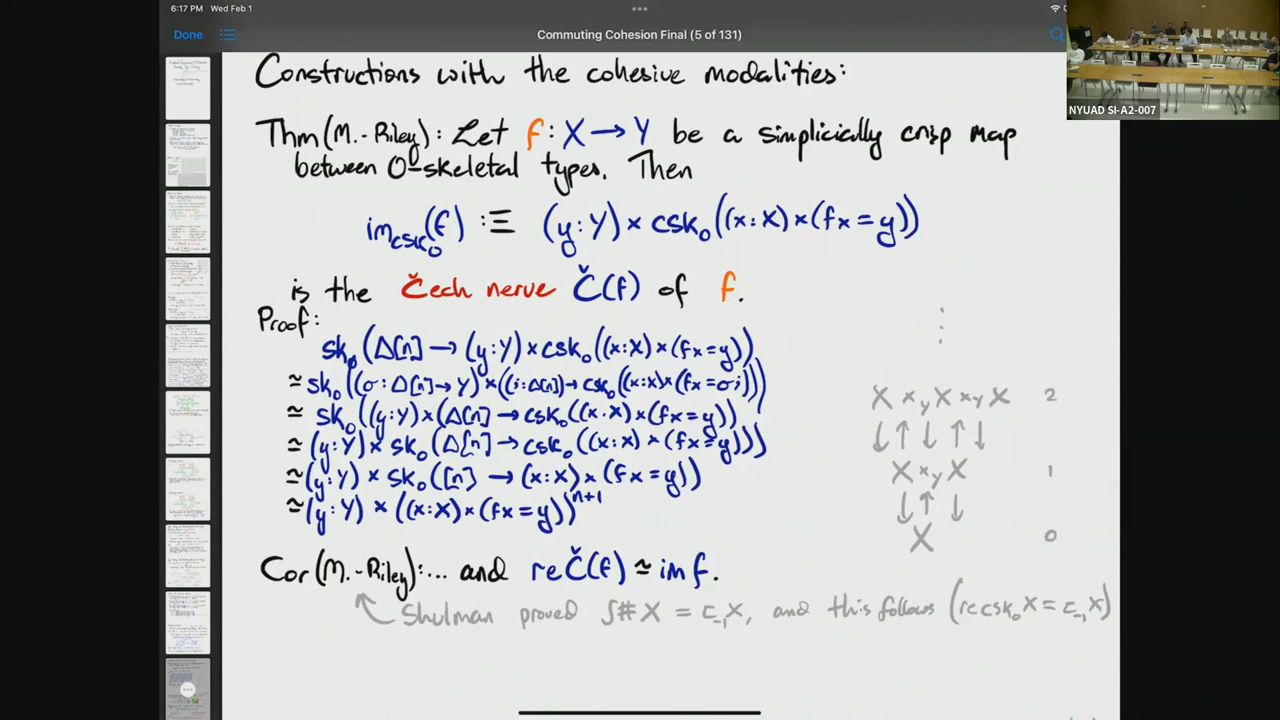 6:17 PM Wed Feb 1
Done
Commuting Cohesion Final (5 of 131)
NYUAD SI-A2-007
Constructions with the cohesive modalities:
Thm (M.-Riley): Let f : X → Y be a simplicially crisp map
between 0-skeletal types. Then
im_csk₀(f) :≡ (y:Y) × csk₀((x:X) × (fx = y))
is the Čech nerve Č(f) of f.
Proof:
sk₀(Δ[n] → (y:Y) × csk₀((x:X) × (fx=y)))
≃ sk₀((σ : Δ[n] → Y) × ((i:Δ[n]) → csk₀((x:X) × (fx = σi))))
≃ sk₀((y:Y) × (Δ[n] → csk₀((x:X) × (fx=y)))
≃ (y:Y) × sk₀(Δ[n] → csk₀((x:X) × (fx=y)))
≃ (y:Y) × sk₀([n] → (x:X) × (fx=y))
≃ (y:Y) × ((x:X) × (fx=y))ⁿ⁺¹
⋮
X ×_Y X ×_Y X 2
↓ ↑ ↓ ↑ ↓
X ×_Y X 1
↓ ↑ ↓
X 0
Cor (M.-Riley): ... and re Č(f) ≃ im f.
Shulman proved ʃ# X = τ₋₁X, and this follows (re csk₀ X = τ₋₁X)